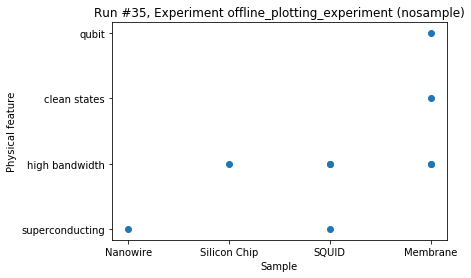 Run #35, Experiment offline_plotting_experiment (nosample)
qubit
clean states
high bandwidth
superconducting
Physical feature
Nanowire Silicon Chip SQUID Membrane
Sample